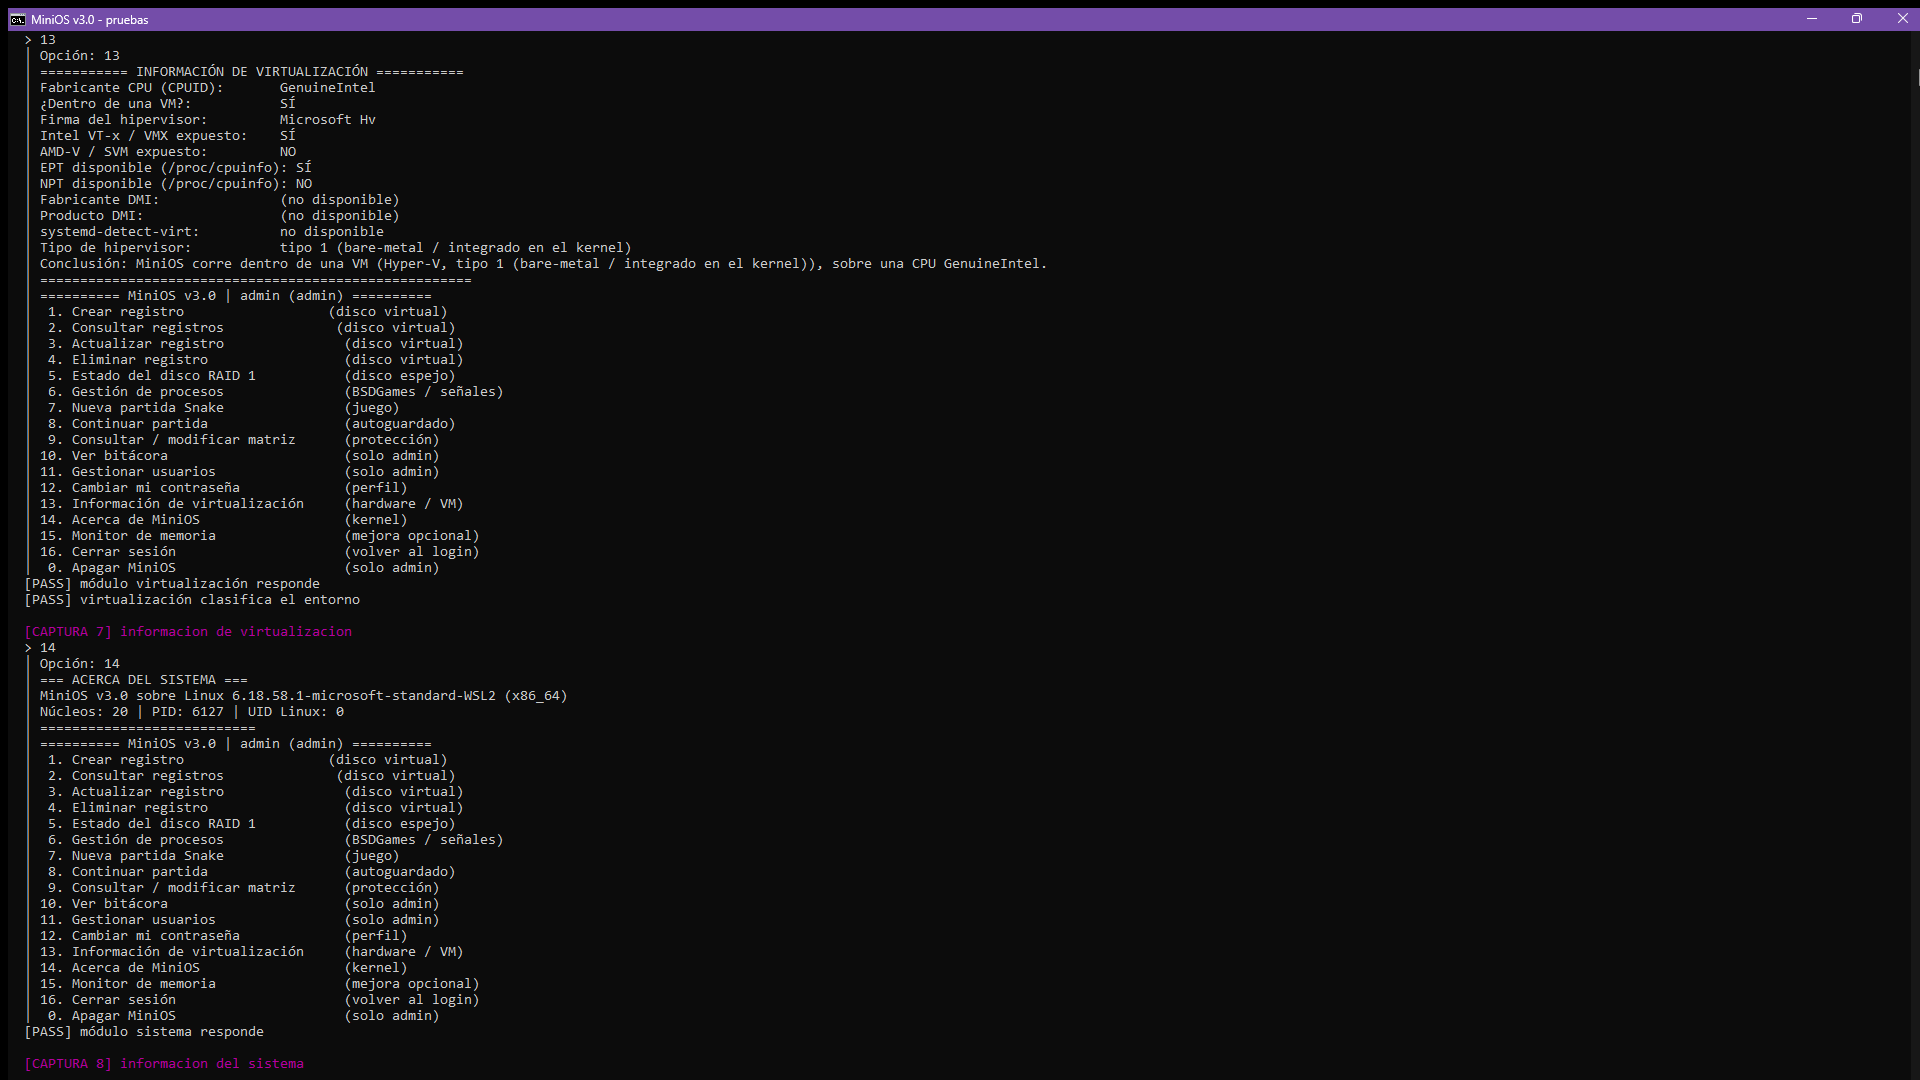 MiniOS v3.0 - pruebas
> 13
Opción: 13
=========== INFORMACIÓN DE VIRTUALIZACIÓN ===========
Fabricante CPU (CPUID):       GenuineIntel
¿Dentro de una VM?:           SÍ
Firma del hipervisor:         Microsoft Hv
Intel VT-x / VMX expuesto:    SÍ
AMD-V / SVM expuesto:         NO
EPT disponible (/proc/cpuinfo): SÍ
NPT disponible (/proc/cpuinfo): NO
Fabricante DMI:               (no disponible)
Producto DMI:                 (no disponible)
systemd-detect-virt:          no disponible
Tipo de hipervisor:           tipo 1 (bare-metal / integrado en el kernel)
Conclusión: MiniOS corre dentro de una VM (Hyper-V, tipo 1 (bare-metal / integrado en el kernel)), sobre una CPU GenuineIntel.
======================================================
========== MiniOS v3.0 | admin (admin) ==========
1. Crear registro                  (disco virtual)
2. Consultar registros              (disco virtual)
3. Actualizar registro               (disco virtual)
4. Eliminar registro                 (disco virtual)
5. Estado del disco RAID 1           (disco espejo)
6. Gestión de procesos               (BSDGames / señales)
7. Nueva partida Snake               (juego)
8. Continuar partida                 (autoguardado)
9. Consultar / modificar matriz      (protección)
10. Ver bitácora                      (solo admin)
11. Gestionar usuarios                (solo admin)
12. Cambiar mi contraseña             (perfil)
13. Información de virtualización     (hardware / VM)
14. Acerca de MiniOS                  (kernel)
15. Monitor de memoria                (mejora opcional)
16. Cerrar sesión                     (volver al login)
0. Apagar MiniOS                     (solo admin)
[PASS] módulo virtualización responde
[PASS] virtualización clasifica el entorno
[CAPTURA 7] informacion de virtualizacion
> 14
Opción: 14
=== ACERCA DEL SISTEMA ===
MiniOS v3.0 sobre Linux 6.18.58.1-microsoft-standard-WSL2 (x86_64)
Núcleos: 20 | PID: 6127 | UID Linux: 0
===========================
========== MiniOS v3.0 | admin (admin) ==========
1. Crear registro                  (disco virtual)
2. Consultar registros              (disco virtual)
3. Actualizar registro               (disco virtual)
4. Eliminar registro                 (disco virtual)
5. Estado del disco RAID 1           (disco espejo)
6. Gestión de procesos               (BSDGames / señales)
7. Nueva partida Snake               (juego)
8. Continuar partida                 (autoguardado)
9. Consultar / modificar matriz      (protección)
10. Ver bitácora                      (solo admin)
11. Gestionar usuarios                (solo admin)
12. Cambiar mi contraseña             (perfil)
13. Información de virtualización     (hardware / VM)
14. Acerca de MiniOS                  (kernel)
15. Monitor de memoria                (mejora opcional)
16. Cerrar sesión                     (volver al login)
0. Apagar MiniOS                     (solo admin)
[PASS] módulo sistema responde
[CAPTURA 8] informacion del sistema